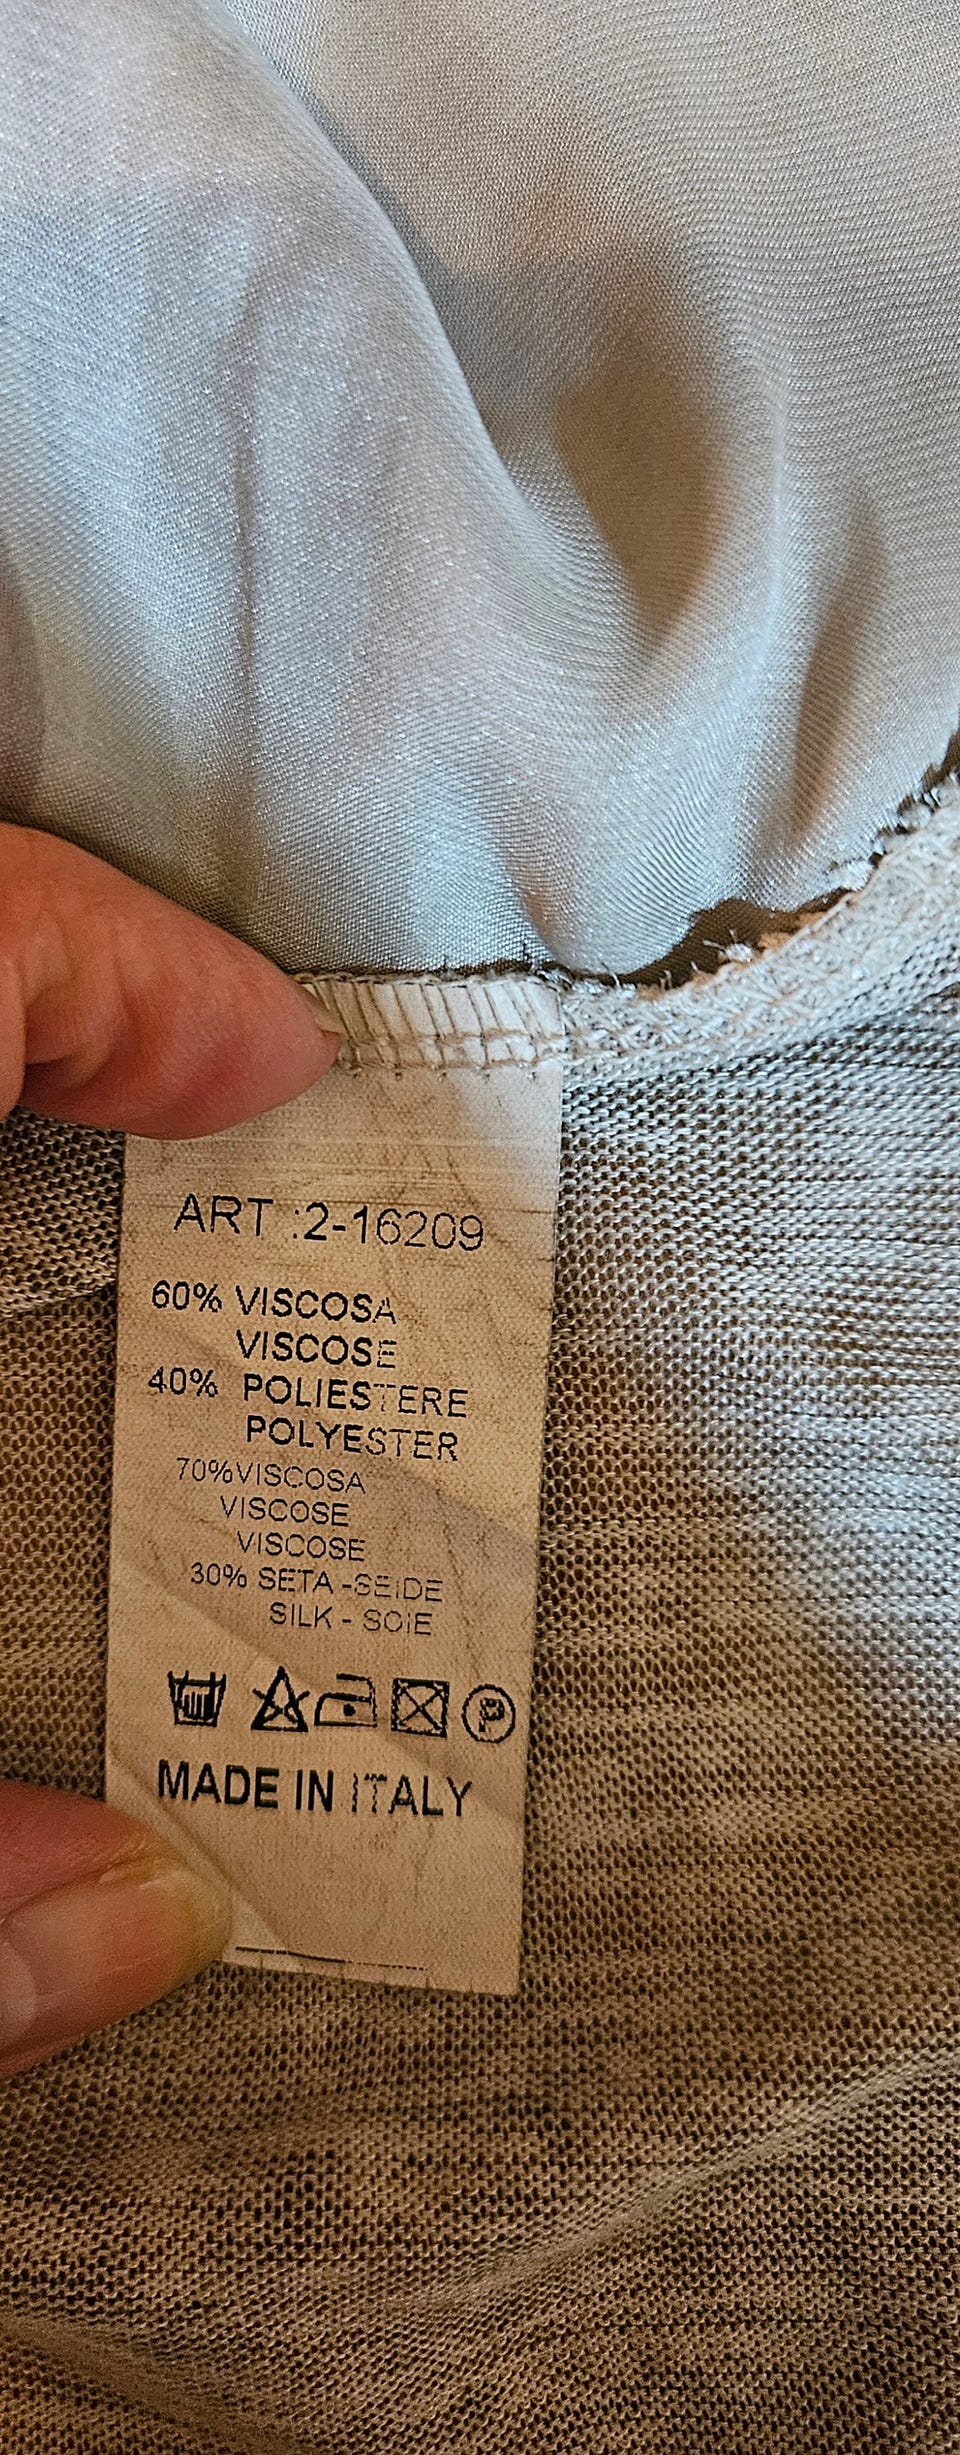 ART :2-16209
60% VISCOSA
VISCOSE
40% POLIESTERE
POLYESTER
70%VISCOSA
VISCOSE
VISCOSE
30% SETA -SEIDE
SILK - SOIE
P
MADE IN ITALY